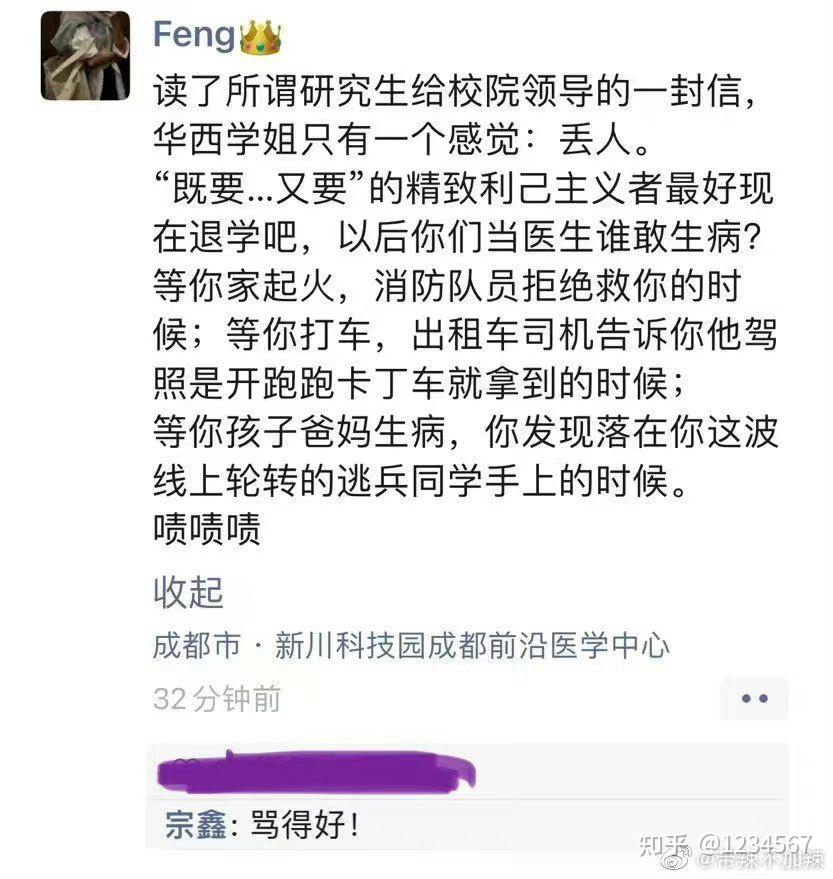 Feng👑
读了所谓研究生给校院领导的一封信，
华西学姐只有一个感觉：丢人。
“既要...又要”的精致利己主义者最好现
在退学吧，以后你们当医生谁敢生病？
等你家起火，消防队员拒绝救你的时
候；等你打车，出租车司机告诉你他驾
照是开跑跑卡丁车就拿到的时候；
等你孩子爸妈生病，你发现落在你这波
线上轮转的逃兵同学手上的时候。
啧啧啧
收起
成都市 · 新川科技园成都前沿医学中心
32分钟前
宗鑫: 骂得好！
知乎 @1234567
@带辣不加辣